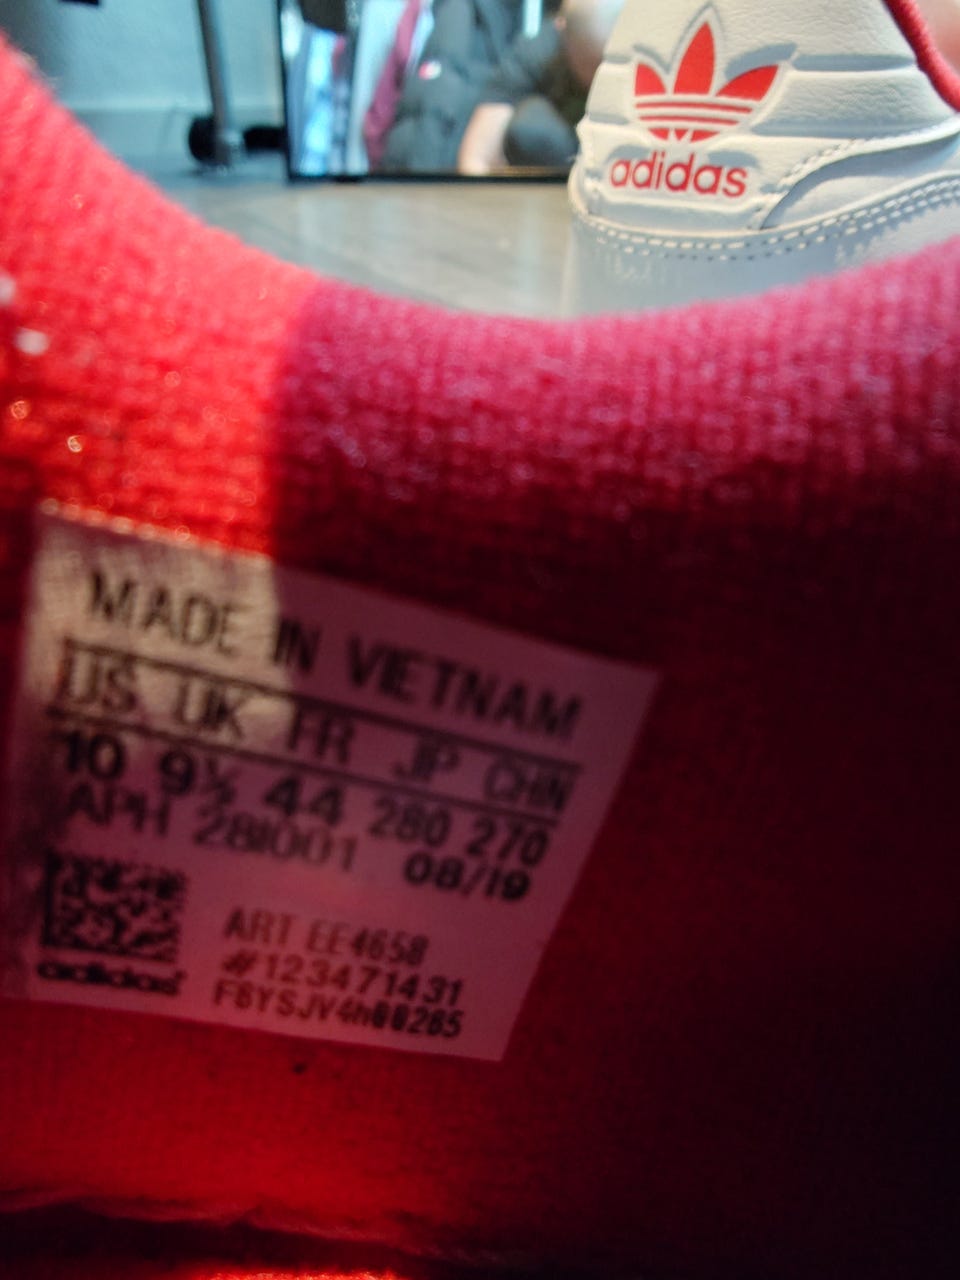 adidas
MADE IN VIETNAM
US UK FR JP CHN
10 9½ 44 280 270
APH 281001 08/19
ART EE4658
#123471431
adidas